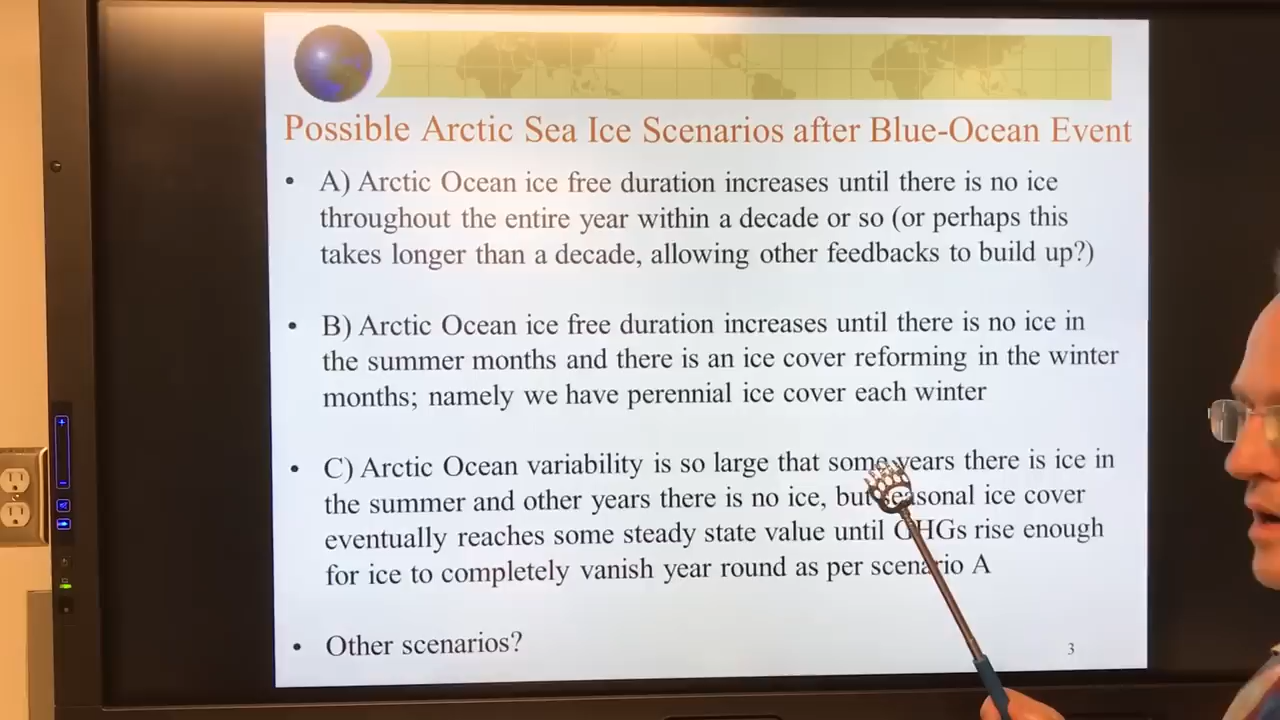 Possible Arctic Sea Ice Scenarios after Blue-Ocean Event
• A) Arctic Ocean ice free duration increases until there is no ice
throughout the entire year within a decade or so (or perhaps this
takes longer than a decade, allowing other feedbacks to build up?)
• B) Arctic Ocean ice free duration increases until there is no ice in
the summer months and there is an ice cover reforming in the winter
months; namely we have perennial ice cover each winter
• C) Arctic Ocean variability is so large that some years there is ice in
the summer and other years there is no ice, but seasonal ice cover
eventually reaches some steady state value until GHGs rise enough
for ice to completely vanish year round as per scenario A
• Other scenarios?
3